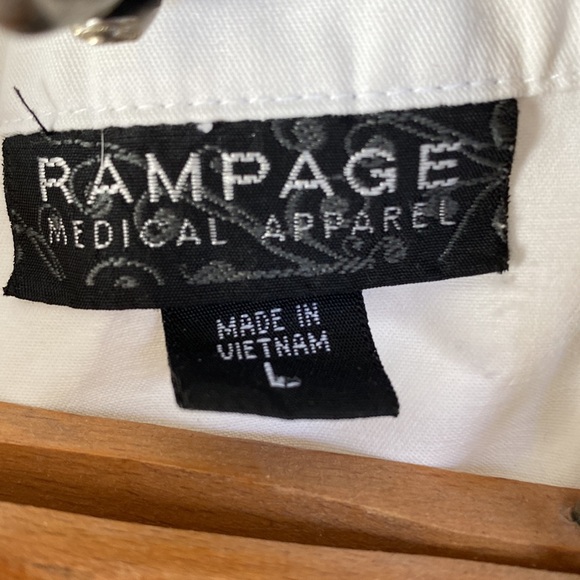 RAMPAGE
MEDICAL APPAREL
MADE IN
VIETNAM
L